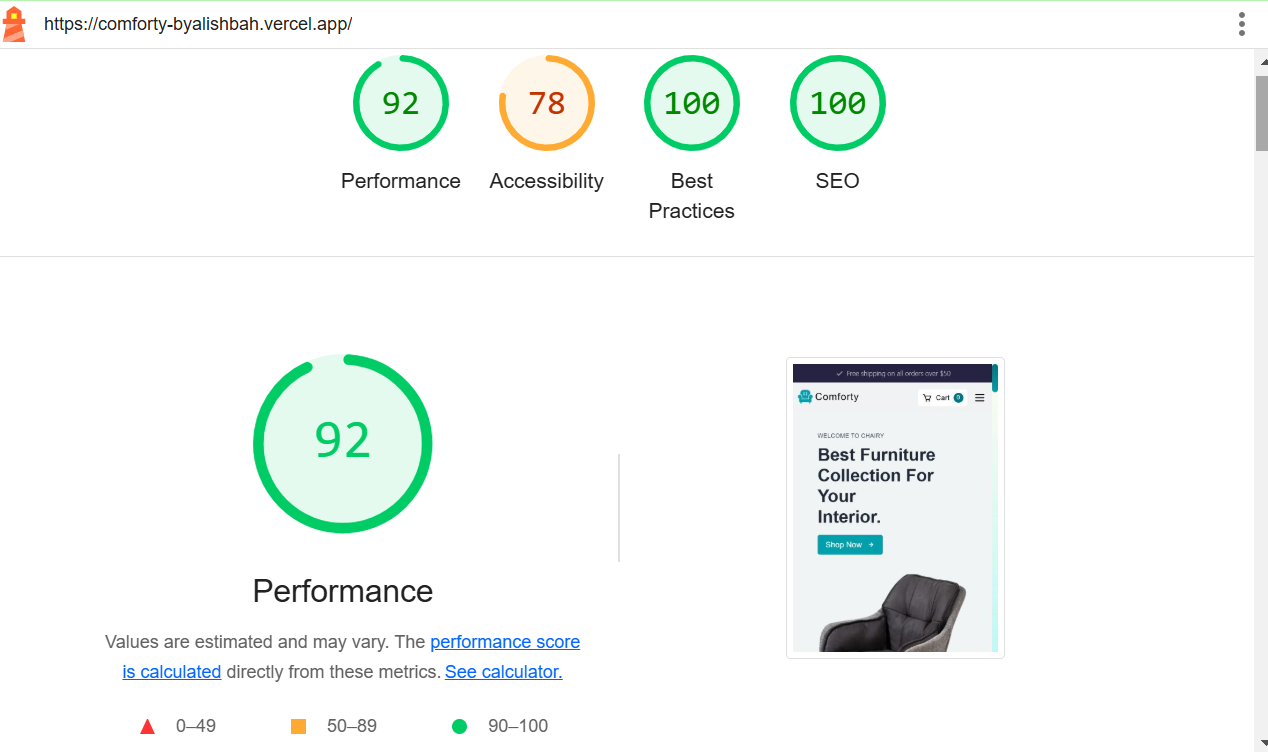 https://comforty-byalishbah.vercel.app/
92
78
100
100
Performance
Accessibility
Best
Practices
SEO
92
Performance
Values are estimated and may vary. The performance score
is calculated directly from these metrics. See calculator.
0–49
50–89
90–100
Free shipping on all orders over $50
Comforty
Cart 0
WELCOME TO CHAIRY
Best Furniture
Collection For
Your
Interior.
Shop Now